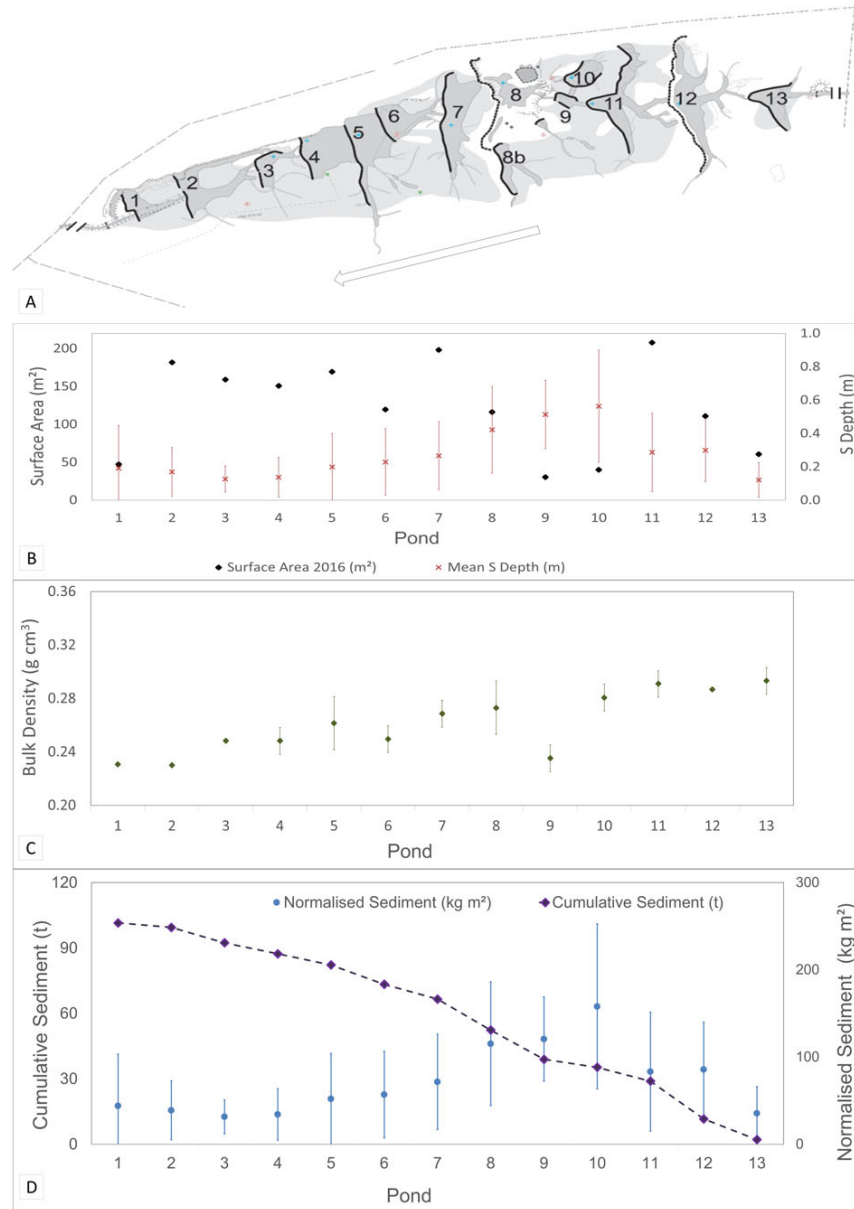 10
8
11
12
13
6
7
9
5
4
8b
3
2
1
A
200
150
100
50
0
Surface Area (m²)
1.0
0.8
0.6
0.4
0.2
0.0
S Depth (m)
1 2 3 4 5 6 7 8 9 10 11 12 13
Pond
B
Surface Area 2016 (m²) Mean S Depth (m)
0.36
0.32
0.28
0.24
0.20
Bulk Density (g cm³)
1 2 3 4 5 6 7 8 9 10 11 12 13
C
Pond
120
90
60
30
0
Cumulative Sediment (t)
Normalised Sediment (kg m²) Cumulative Sediment (t)
300
200
100
0
Normalised Sediment (kg m²)
1 2 3 4 5 6 7 8 9 10 11 12 13
D
Pond